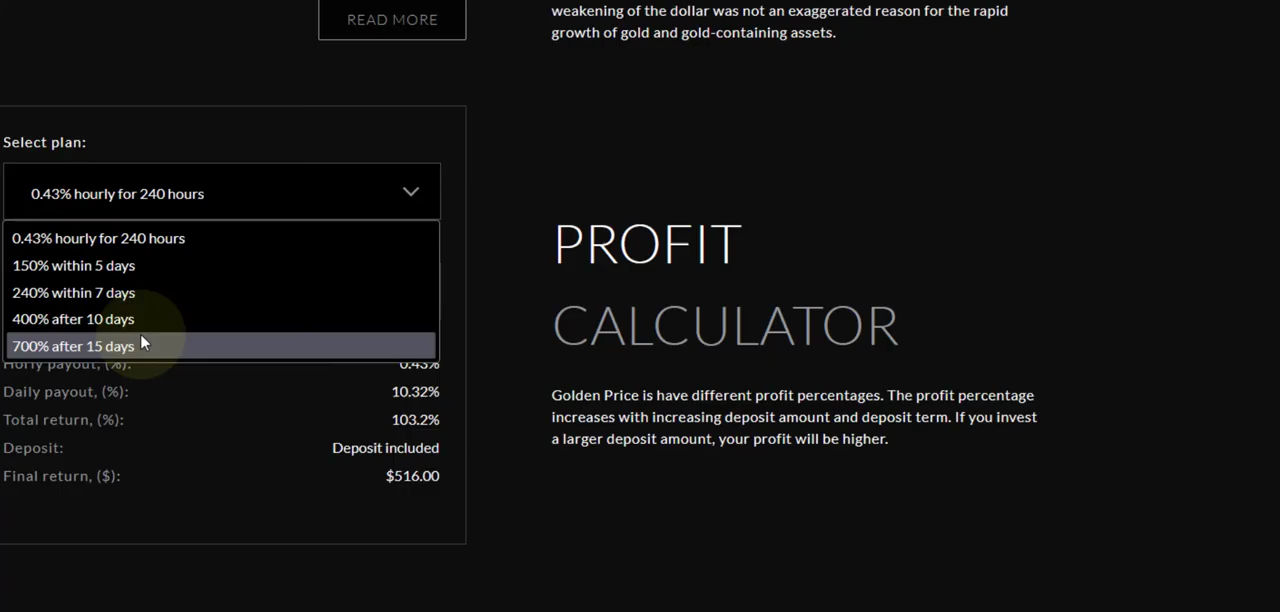 READ MORE
weakening of the dollar was not an exaggerated reason for the rapid
growth of gold and gold-containing assets.
Select plan:
0.43% hourly for 240 hours
0.43% hourly for 240 hours
150% within 5 days
240% within 7 days
400% after 10 days
700% after 15 days
Horly payout, (%): 0.43%
Daily payout, (%): 10.32%
Total return, (%): 103.2%
Deposit: Deposit included
Final return, ($): $516.00
PROFIT
CALCULATOR
Golden Price is have different profit percentages. The profit percentage
increases with increasing deposit amount and deposit term. If you invest
a larger deposit amount, your profit will be higher.